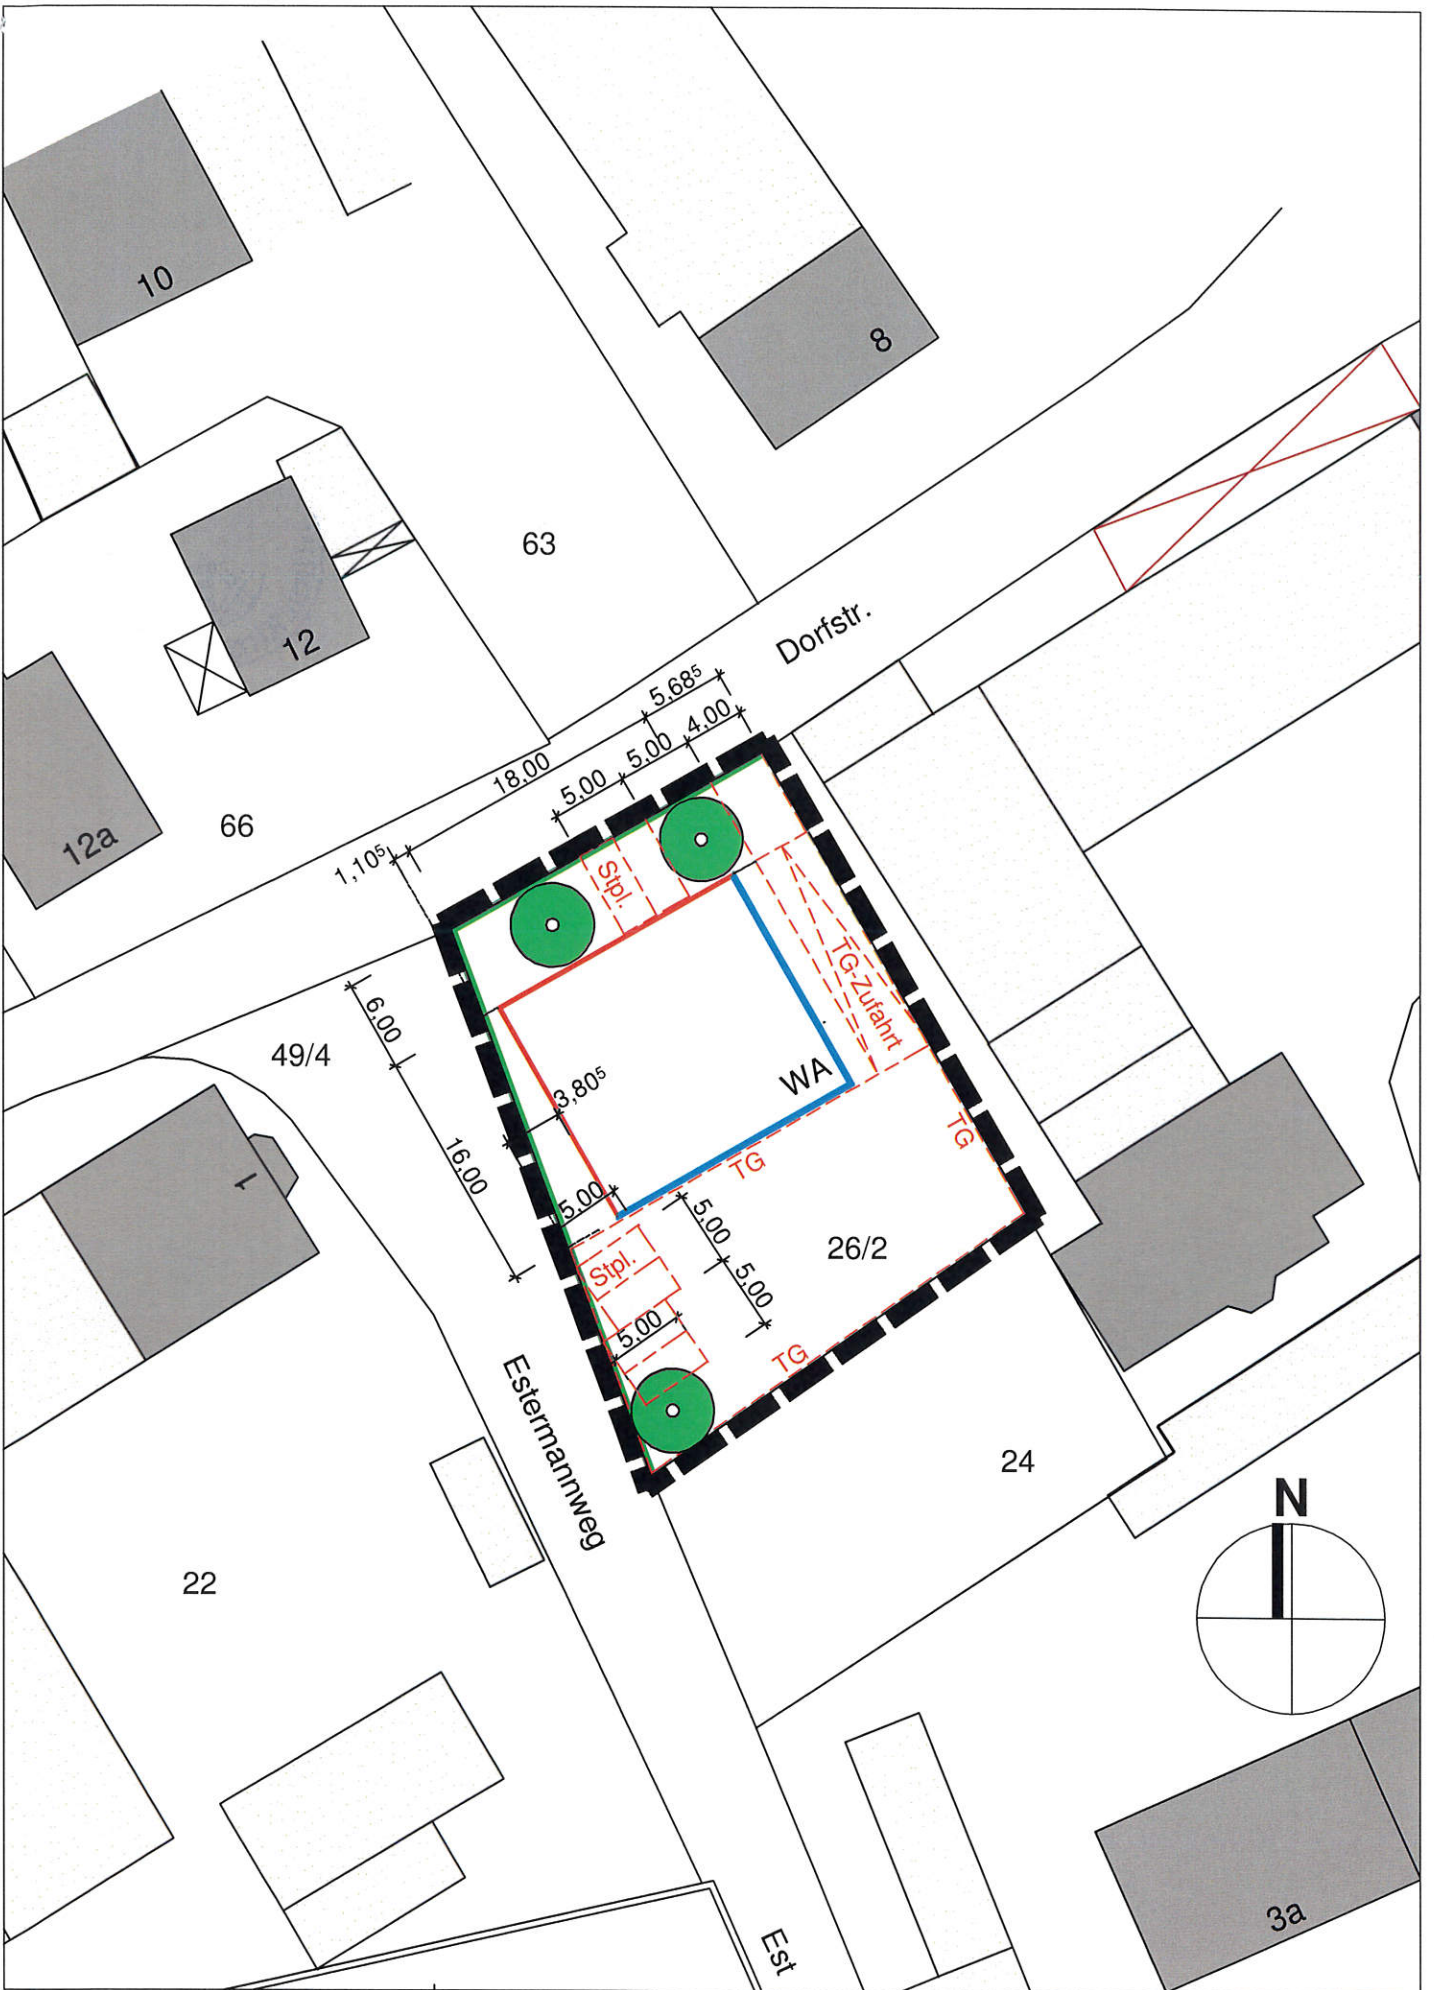 10
8
63
12
Dorfstr.
5,68⁵
4,00
5,00
18,00
5,00
12a
66
1,10⁵
Stpl.
6,00
TG-Zufahrt
49/4
WA
3,80⁵
16,00
TG
TG
1
5,00
5,00
26/2
Stpl.
5,00
5,00
TG
Estermannweg
24
N
22
3a
Est